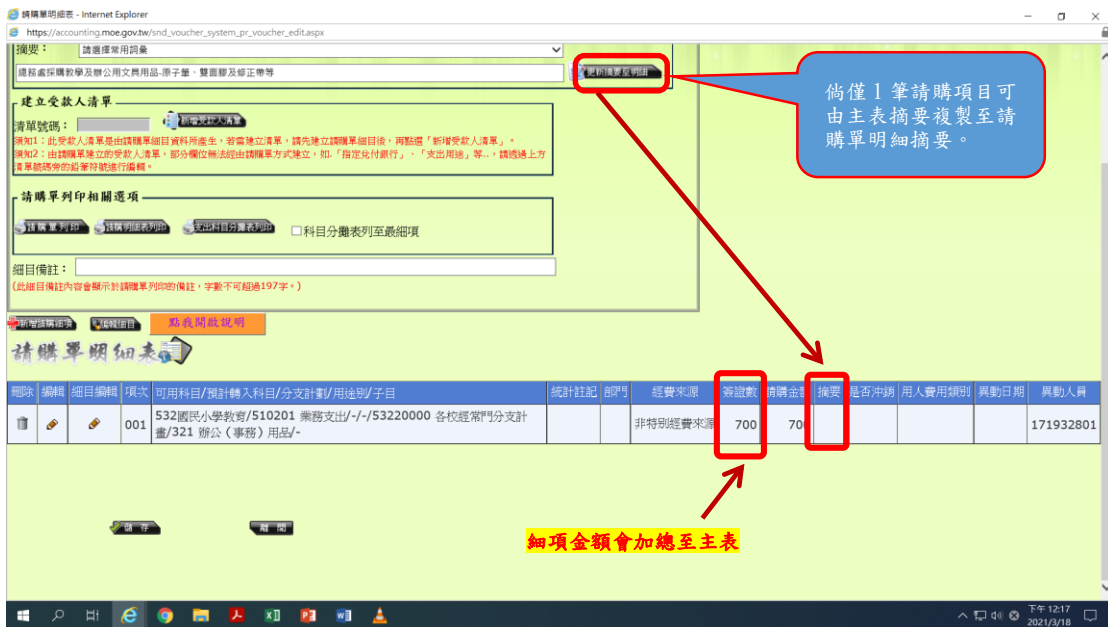 請購單明細表 - Internet Explorer
https://accounting.moe.gov.tw/snd_voucher_system_pr_voucher_edit.aspx
摘要：
請選擇常用詞彙
總務處採購教學及辦公用文具用品-原子筆、雙面膠及修正帶等
更新摘要至明細
倘僅1筆請購項目可
由主表摘要複製至請
購單明細摘要。
建立受款人清單
清單號碼：
新增受款人清單
須知1：此受款人清單是由請購單細目資料所產生，若需建立清單，請先建立請購單細目後，再點選「新增受款人清單」。
須知2：由請購單建立的受款人清單，部分欄位無法經由請購單方式建立，如.「指定兌付銀行」、「支出用途」等..，請透過上方
清單號碼旁的鉛筆符號進行編輯。
請購單列印相關選項
請購單列印
請購明細表列印
支出科目分攤表列印
科目分攤表列至最細項
細目備註：
(此細目備註內容會顯示於請購單列印的備註，字數不可超過197字。)
新增請購細項
編輯細目
點我開啟說明
請購單明細表
刪除 編輯 細目編輯 項次 可用科目/預計轉入科目/分支計劃/用途別/子目 統計註記 部門 經費來源 簽證數 請購金額 摘要 是否沖銷 用人費用類別 異動日期 異動人員
001 532國民小學教育/510201 業務支出/-/-/53220000 各校經常門分支計
畫/321 辦公（事務）用品/-
非特別經費來源 700 700 171932801
儲存
離開
細項金額會加總至主表
下午 12:17
2021/3/18